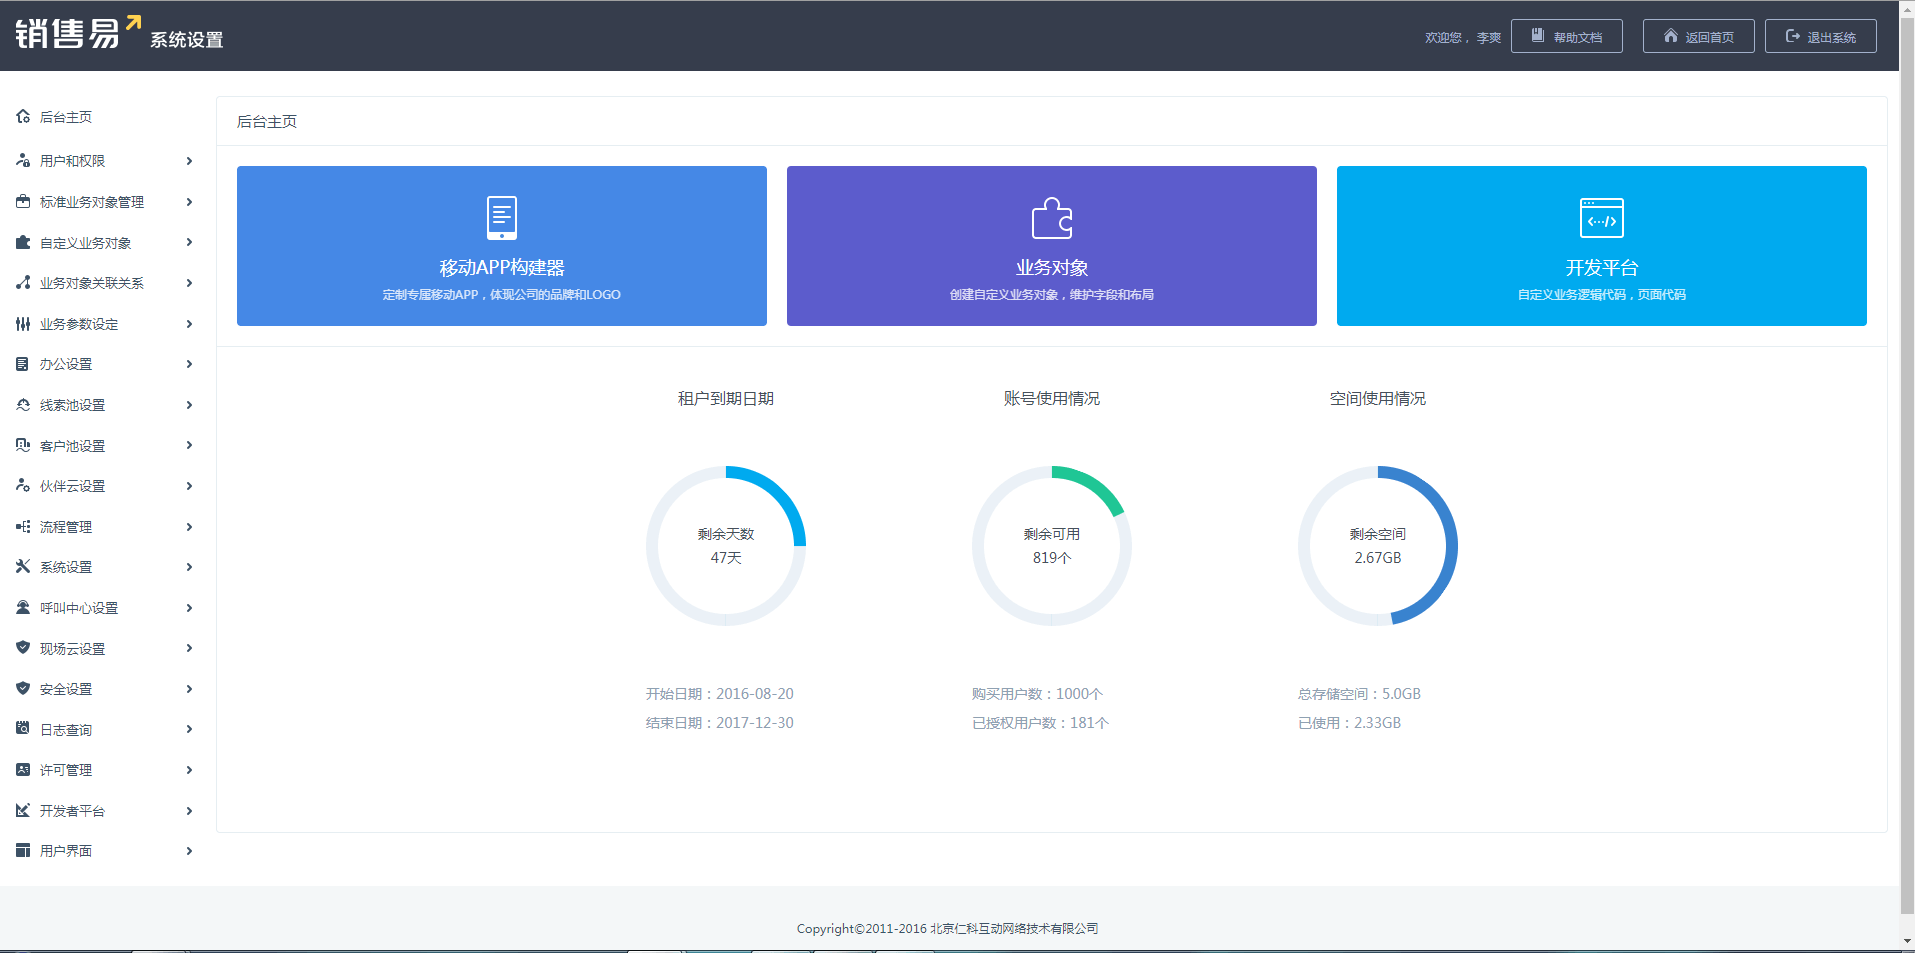 销售易 系统设置
欢迎您， 李爽
帮助文档
返回首页
退出系统
后台主页
用户和权限
标准业务对象管理
自定义业务对象
业务对象关联关系
业务参数设定
办公设置
线索池设置
客户池设置
伙伴云设置
流程管理
系统设置
呼叫中心设置
现场云设置
安全设置
日志查询
许可管理
开发者平台
用户界面
后台主页
移动APP构建器
定制专属移动APP，体现公司的品牌和LOGO
业务对象
创建自定义业务对象，维护字段和布局
开发平台
自定义业务逻辑代码，页面代码
租户到期日期
剩余天数
47天
开始日期：2016-08-20
结束日期：2017-12-30
账号使用情况
剩余可用
819个
购买用户数：1000个
已授权用户数：181个
空间使用情况
剩余空间
2.67GB
总存储空间：5.0GB
已使用：2.33GB
Copyright©2011-2016 北京仁科互动网络技术有限公司